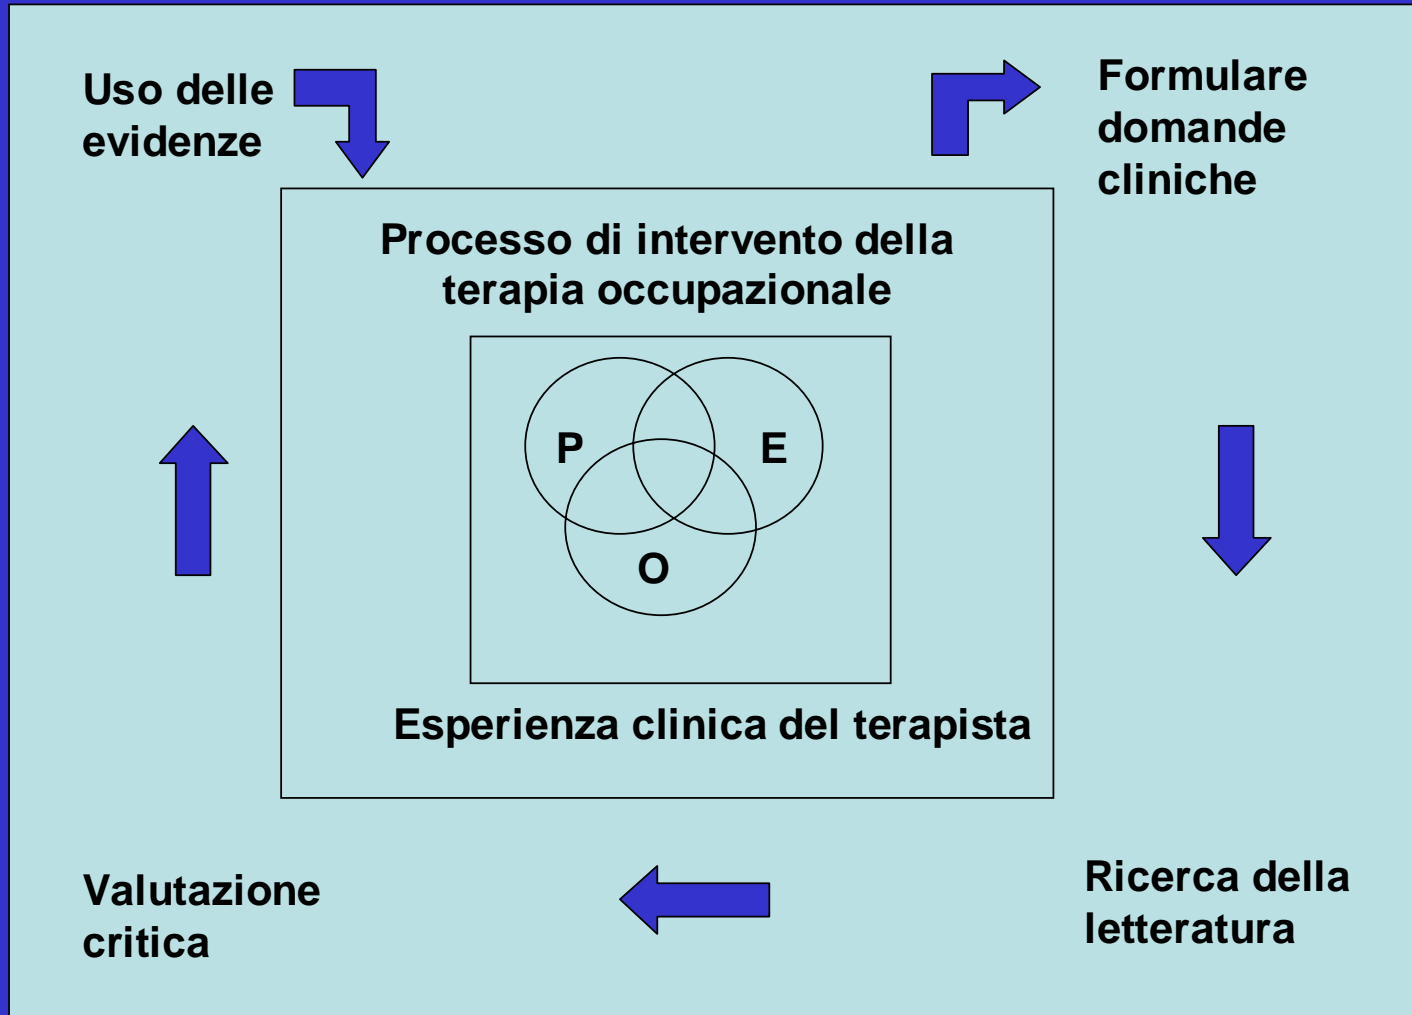 Uso delle
evidenze
Formulare
domande
cliniche
Processo di intervento della
terapia occupazionale
P
E
O
Esperienza clinica del terapista
Valutazione
critica
Ricerca della
letteratura